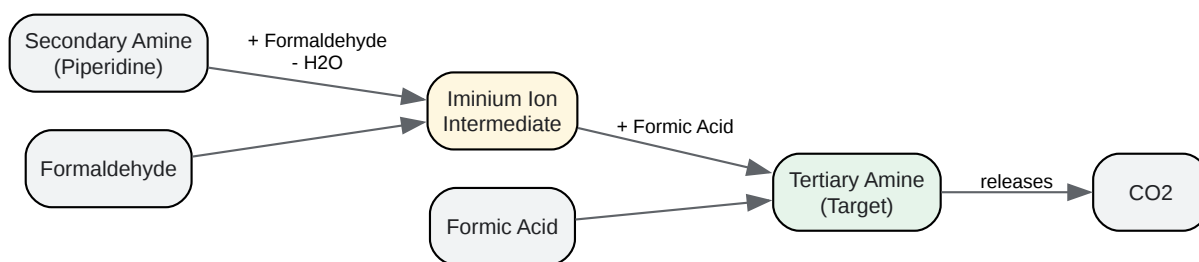 Secondary Amine
(Piperidine)
+ Formaldehyde
- H2O
Formaldehyde
Iminium Ion
Intermediate
+ Formic Acid
Formic Acid
Tertiary Amine
(Target)
releases
CO2